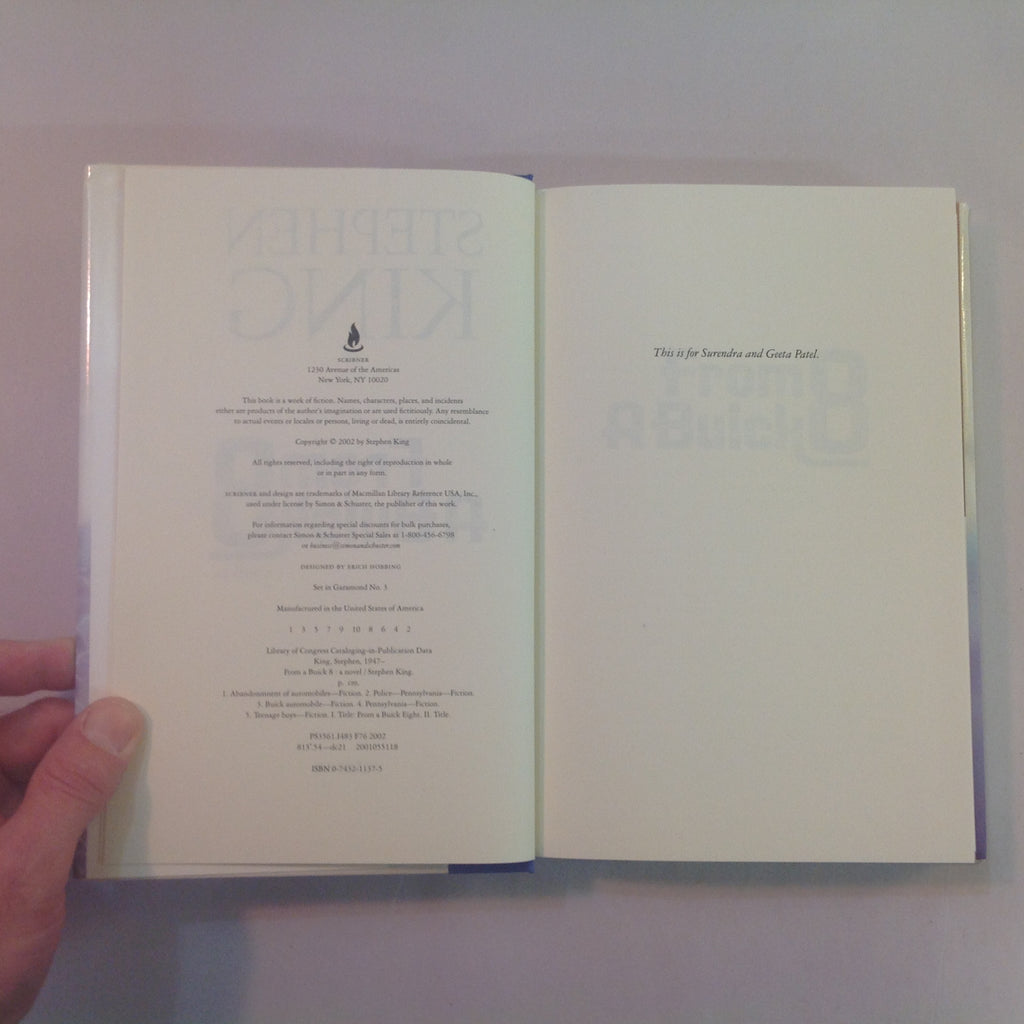 STEPHEN
KING
SCRIBNER
1230 Avenue of the Americas
New York, NY 10020
This book is a work of fiction. Names, characters, places, and incidents
either are products of the author's imagination or are used fictitiously. Any resemblance
to actual events or locales or persons, living or dead, is entirely coincidental.
Copyright © 2002 by Stephen King
All rights reserved, including the right of reproduction in whole
or in part in any form.
SCRIBNER and design are trademarks of Macmillan Library Reference USA, Inc.,
used under license by Simon & Schuster, the publisher of this work.
For information regarding special discounts for bulk purchases,
please contact Simon & Schuster Special Sales at 1-800-456-6798
or business@simonandschuster.com
DESIGNED BY ERICH HOBBING
Set in Garamond No. 3
Manufactured in the United States of America
1 3 5 7 9 10 8 6 4 2
Library of Congress Cataloging-in-Publication Data
King, Stephen, 1947–
From a Buick 8 : a novel / Stephen King.
p. cm.
1. Abandonment of automobiles—Fiction. 2. Police—Pennsylvania—Fiction.
3. Buick automobile—Fiction. 4. Pennsylvania—Fiction.
5. Teenage boys—Fiction. I. Title: From a Buick Eight. II. Title.
PS3561.I483 F76 2002
813'.54—dc21 2001055118
ISBN 0-7432-1137-5
This is for Surendra and Geeta Patel.